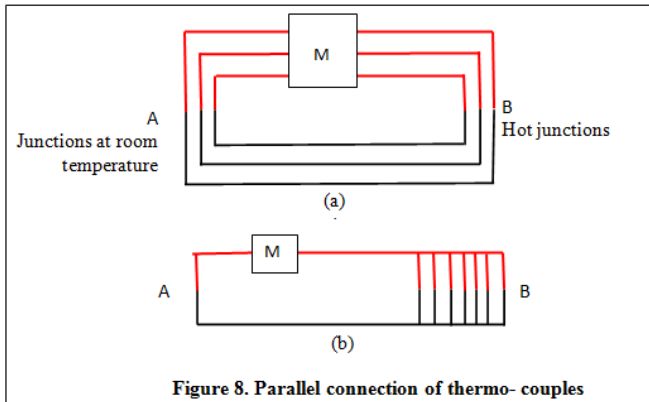 M
A
B
Junctions at room
temperature
Hot junctions
(a)
M
A
B
(b)
Figure 8. Parallel connection of thermo- couples